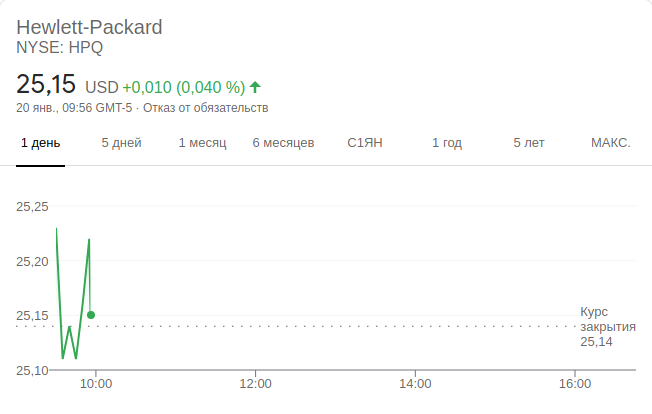 Hewlett-Packard
NYSE: HPQ
25,15 USD +0,010 (0,040 %)
20 янв., 09:56 GMT-5 · Отказ от обязательств
1 день 5 дней 1 месяц 6 месяцев С1ЯН 1 год 5 лет МАКС.
25,25
25,20
25,15
25,10
Курс
закрытия
25,14
10:00 12:00 14:00 16:00